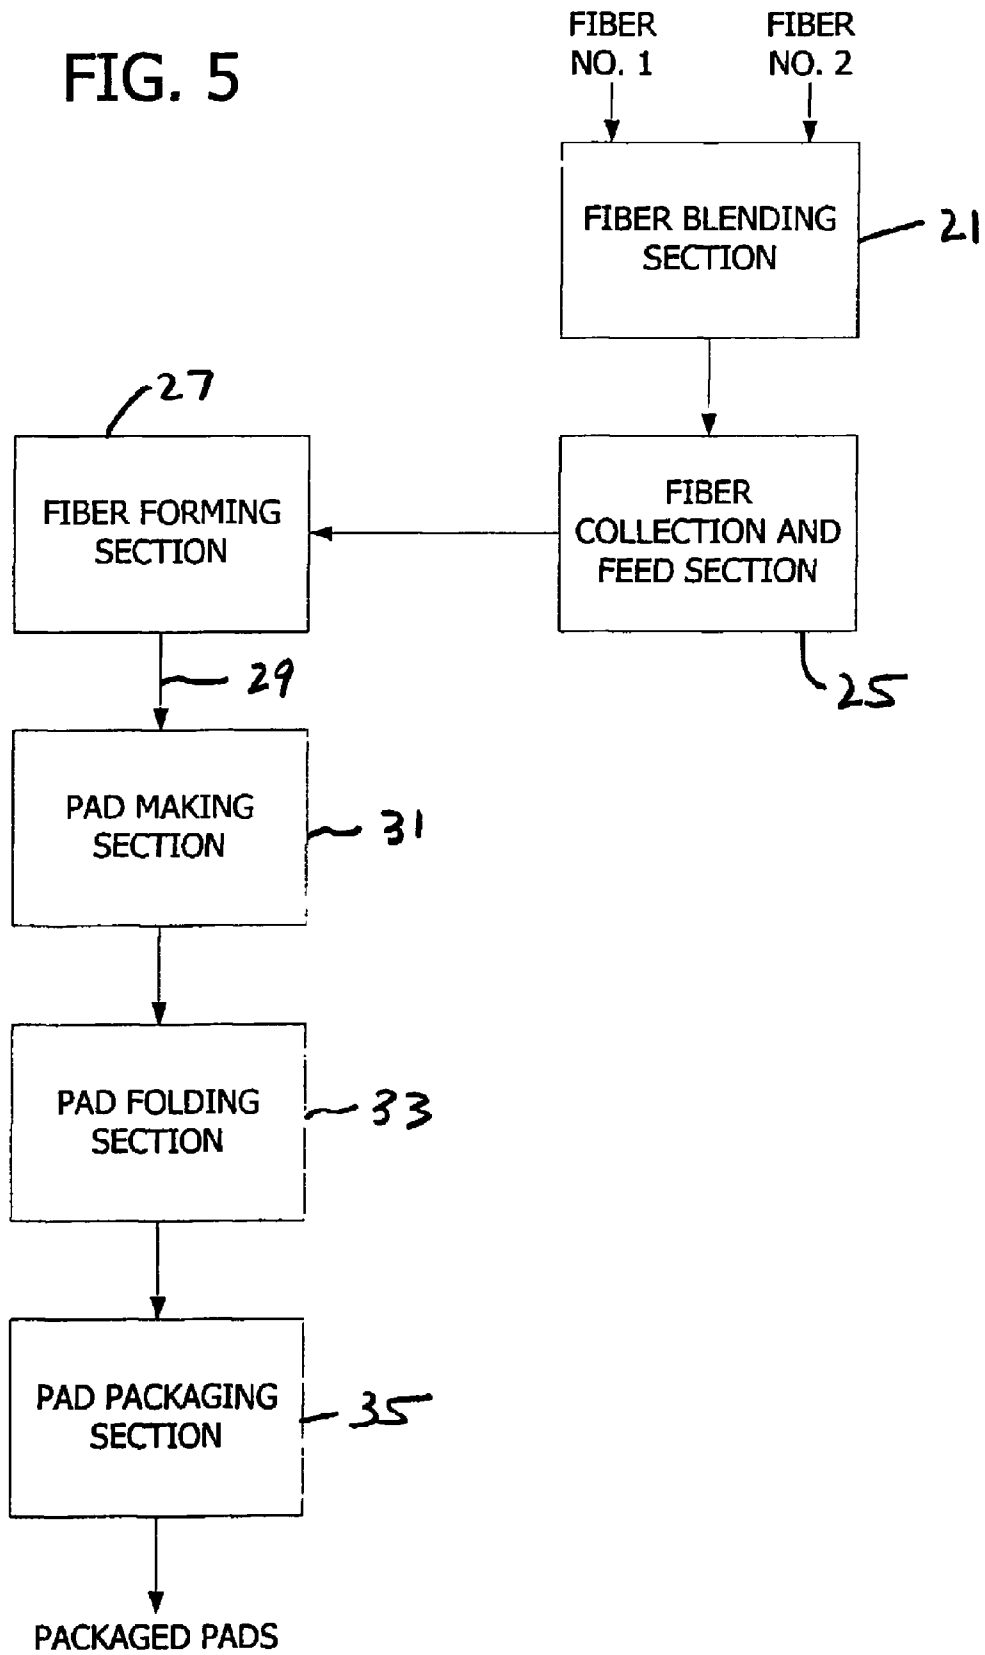 FIG. 5
FIBER
NO. 1
FIBER
NO. 2
FIBER BLENDING
SECTION
21
FIBER
COLLECTION AND
FEED SECTION
25
27
FIBER FORMING
SECTION
29
PAD MAKING
SECTION
31
PAD FOLDING
SECTION
33
PAD PACKAGING
SECTION
35
PACKAGED PADS